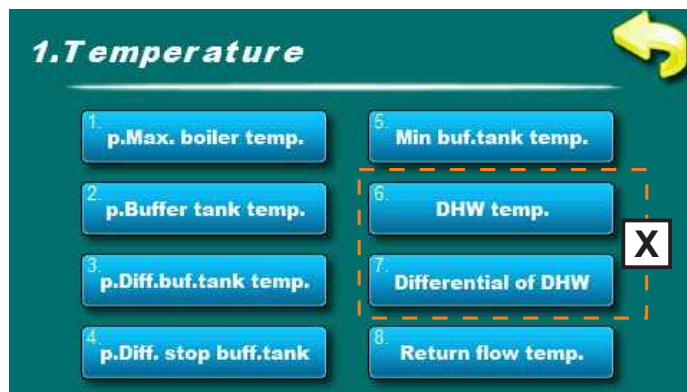 1.Temperature
1. p.Max. boiler temp.
2. p.Buffer tank temp.
3. p.Diff.buf.tank temp.
4. p.Diff. stop buff.tank
5. Min buf.tank temp.
6. DHW temp.
7. Differential of DHW
8. Return flow temp.
X